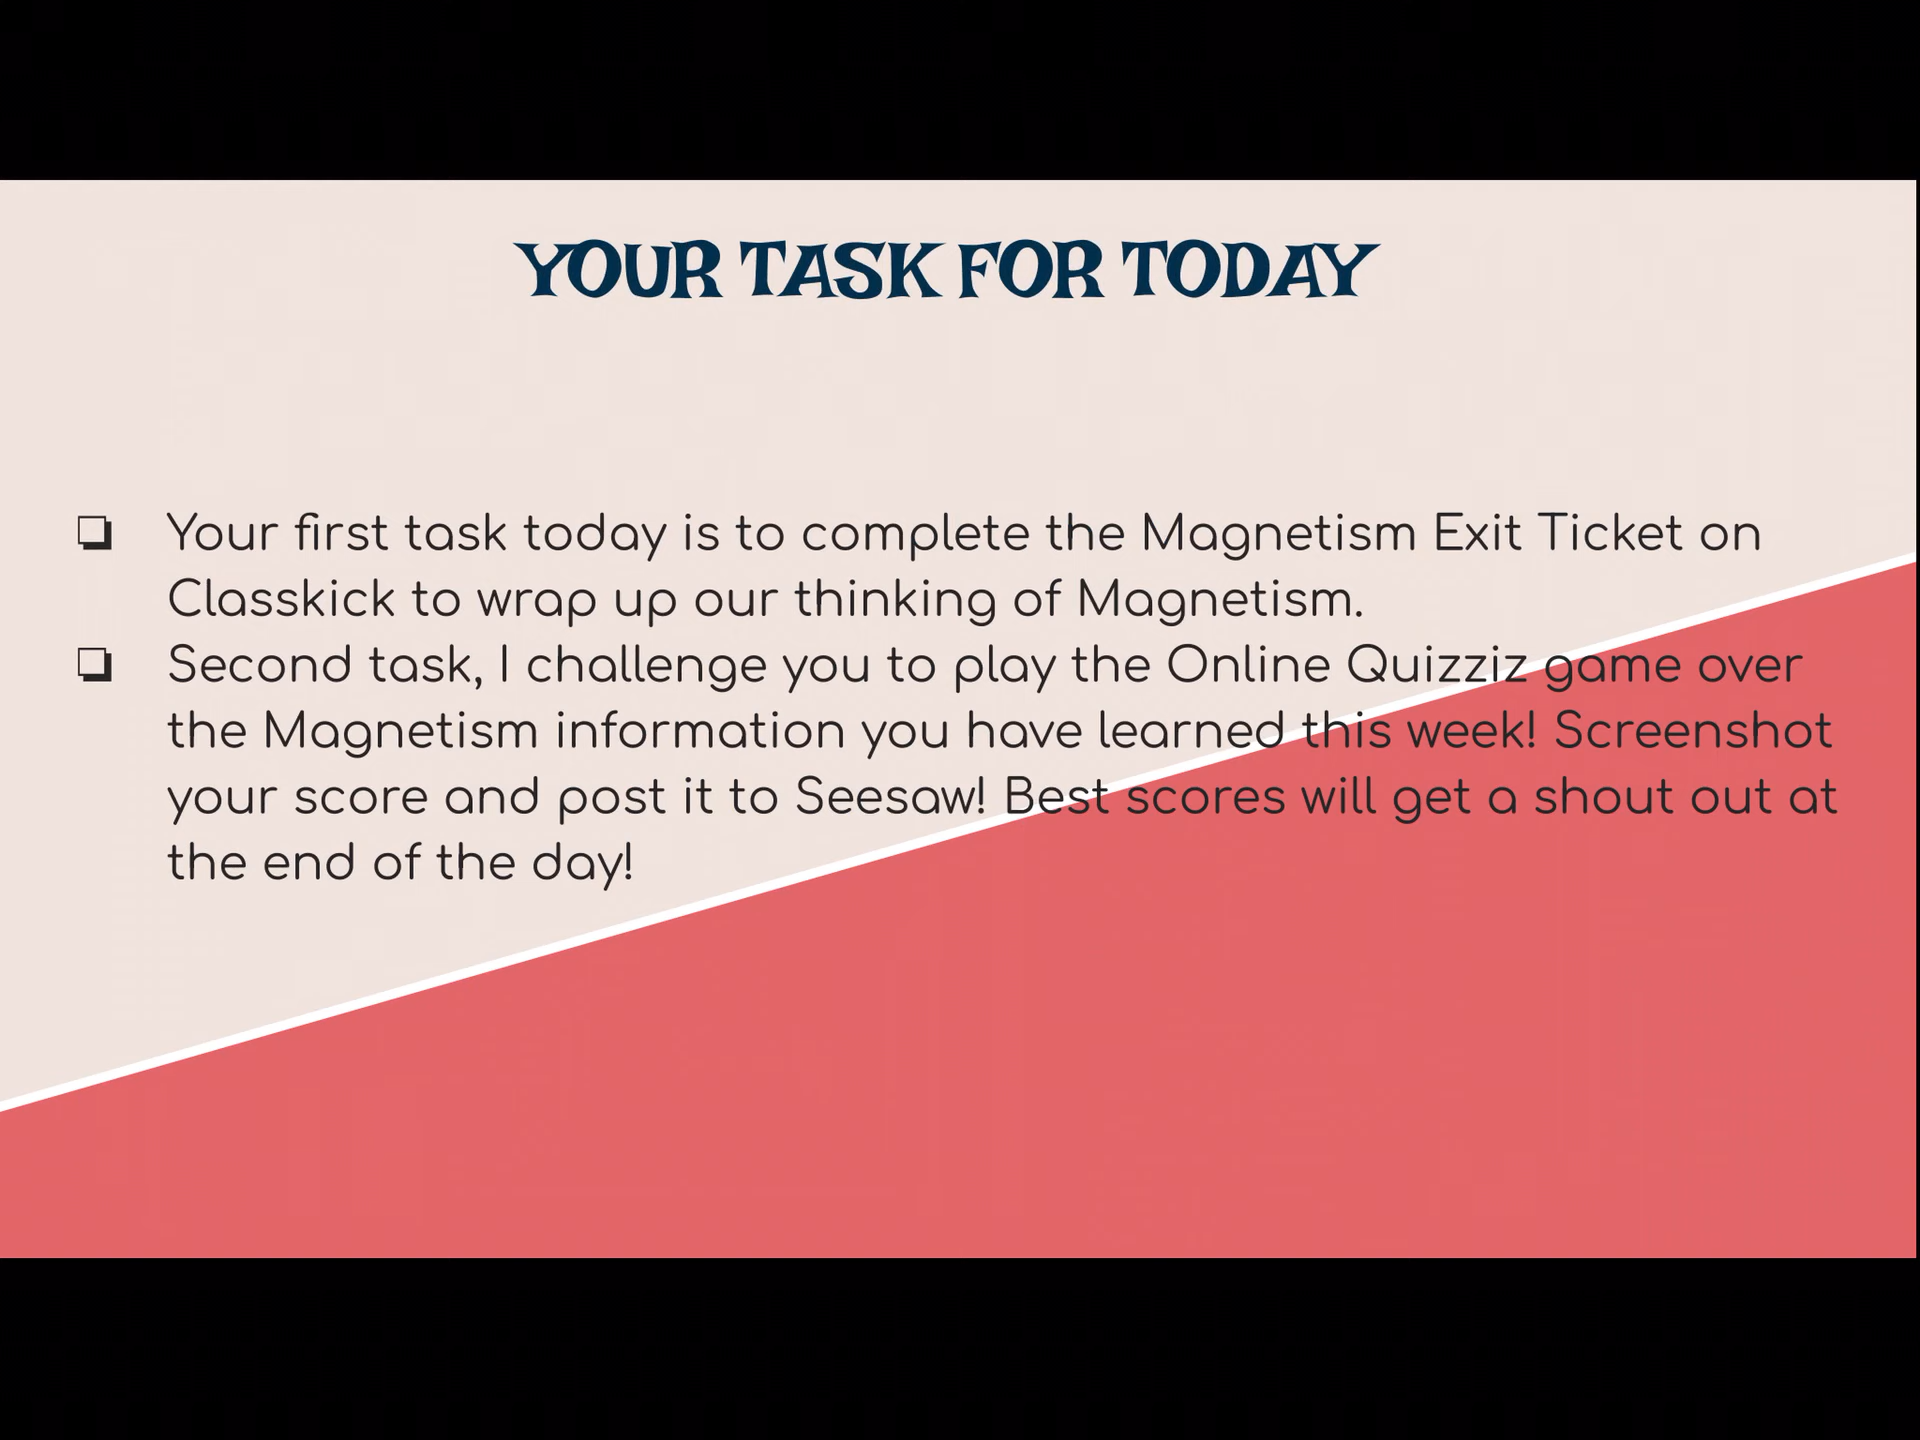 YOUR TASK FOR TODAY
❏ Your first task today is to complete the Magnetism Exit Ticket on
Classkick to wrap up our thinking of Magnetism.
❏ Second task, I challenge you to play the Online Quizziz game over
the Magnetism information you have learned this week! Screenshot
your score and post it to Seesaw! Best scores will get a shout out at
the end of the day!